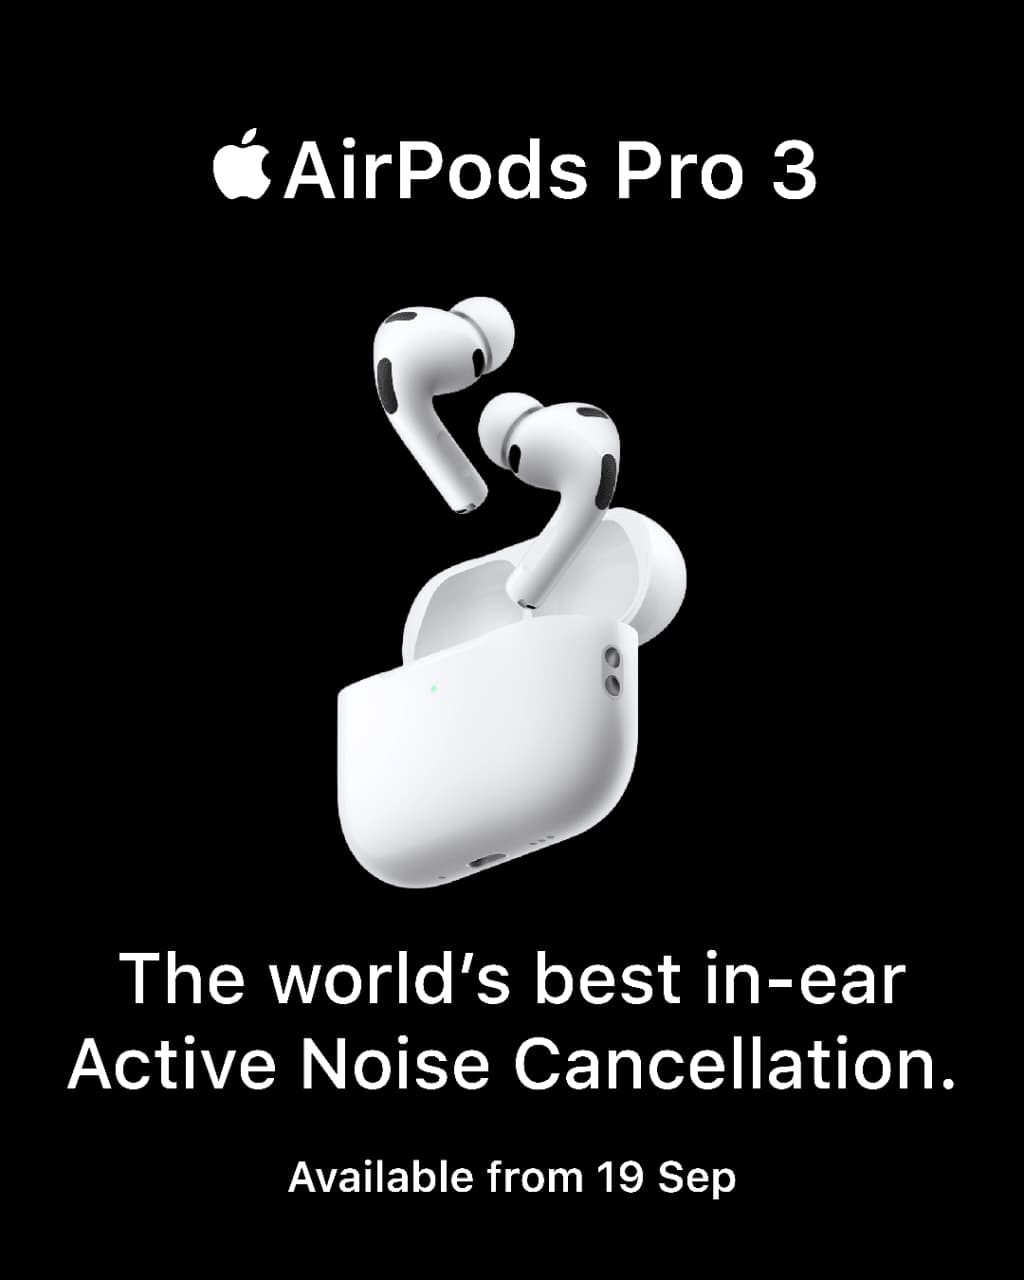 AirPods Pro 3
The world’s best in-ear
Active Noise Cancellation.
Available from 19 Sep